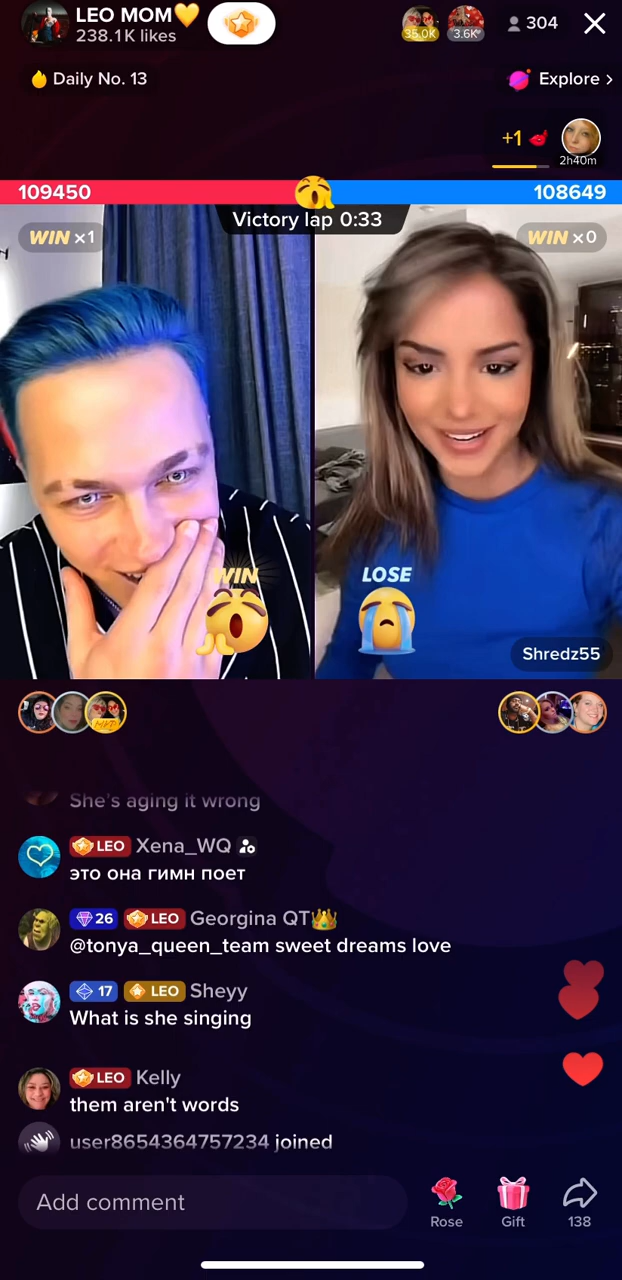 LEO MOM💛
238.1K likes
35.0K
3.6K
304
Daily No. 13
Explore
+1
2h40m
109450
108649
Victory lap 0:33
WIN x1
WIN x0
WIN
LOSE
Shredz55
She's aging it wrong
LEO Xena_WQ
это она гимн поет
26 LEO Georgina QT👑
@tonya_queen_team sweet dreams love
17 LEO Sheyy
What is she singing
LEO Kelly
them aren't words
user8654364757234 joined
Add comment
Rose
Gift
138